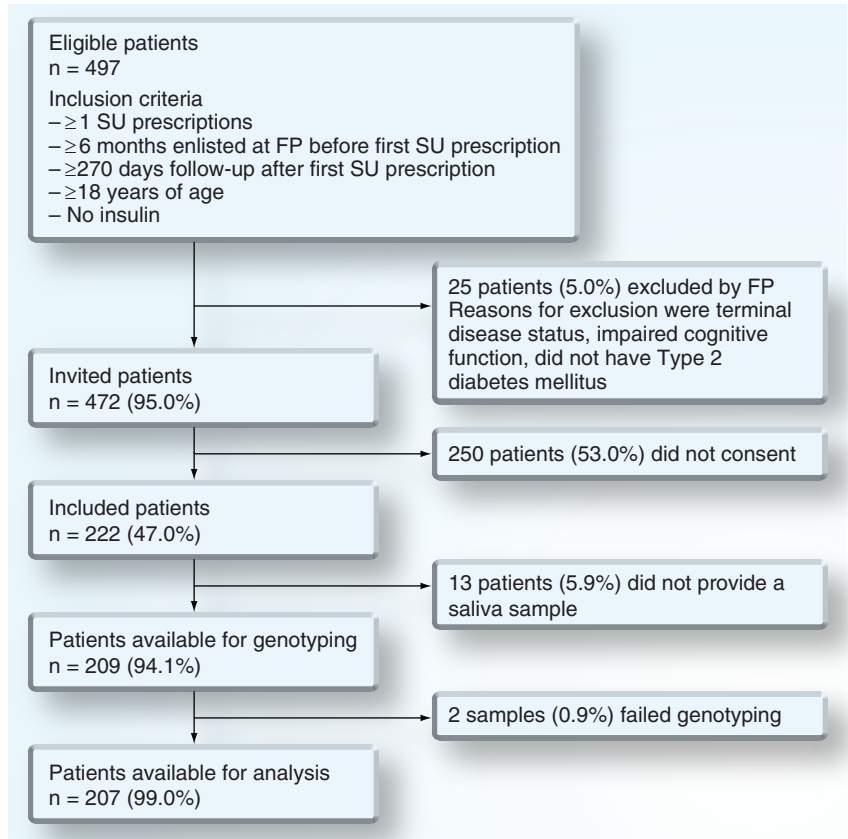 Eligible patients
n = 497
Inclusion criteria
– ≥1 SU prescriptions
– ≥6 months enlisted at FP before first SU prescription
– ≥270 days follow-up after first SU prescription
– ≥18 years of age
– No insulin
25 patients (5.0%) excluded by FP
Reasons for exclusion were terminal
disease status, impaired cognitive
function, did not have Type 2
diabetes mellitus
Invited patients
n = 472 (95.0%)
250 patients (53.0%) did not consent
Included patients
n = 222 (47.0%)
13 patients (5.9%) did not provide a
saliva sample
Patients available for genotyping
n = 209 (94.1%)
2 samples (0.9%) failed genotyping
Patients available for analysis
n = 207 (99.0%)